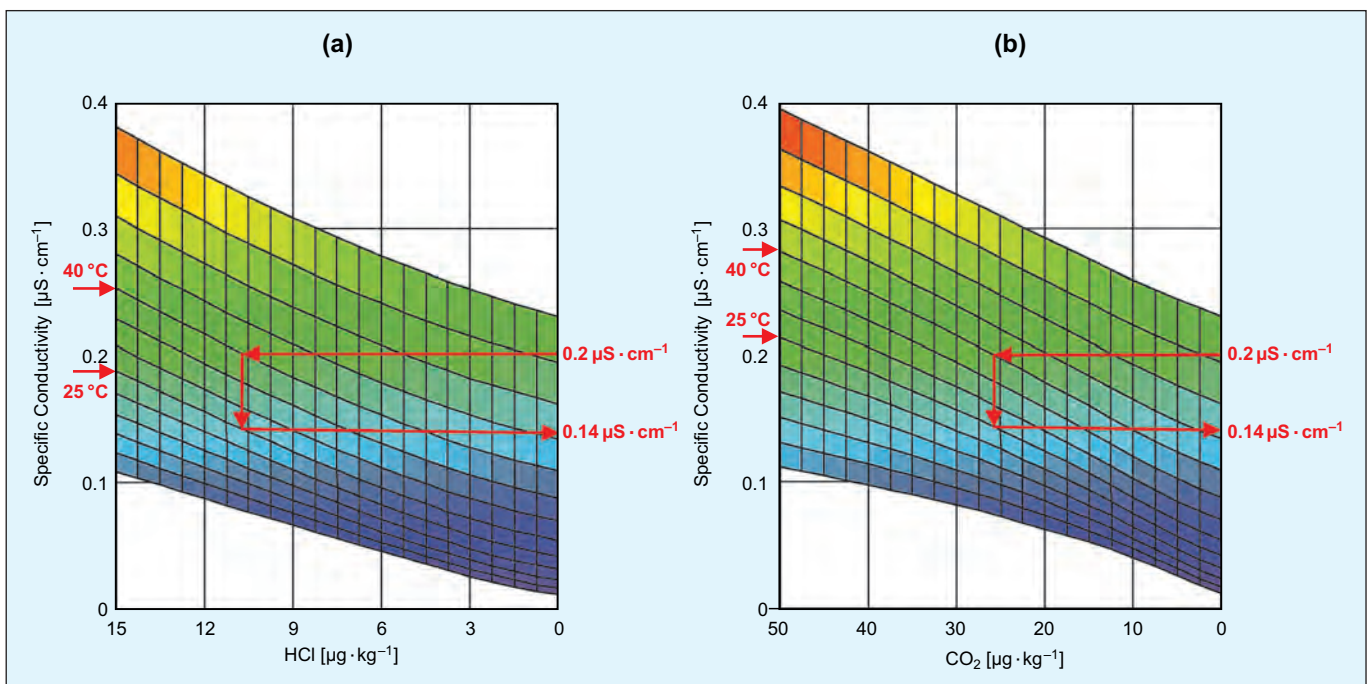 (a)
Specific Conductivity [µS · cm⁻¹]
0.4
0.3
0.2
0.1
0
40 °C
25 °C
0.2 µS · cm⁻¹
0.14 µS · cm⁻¹
15 12 9 6 3 0
HCl [µg · kg⁻¹]
(b)
Specific Conductivity [µS · cm⁻¹]
0.4
0.3
0.2
0.1
0
40 °C
25 °C
0.2 µS · cm⁻¹
0.14 µS · cm⁻¹
50 40 30 20 10 0
CO₂ [µg · kg⁻¹]